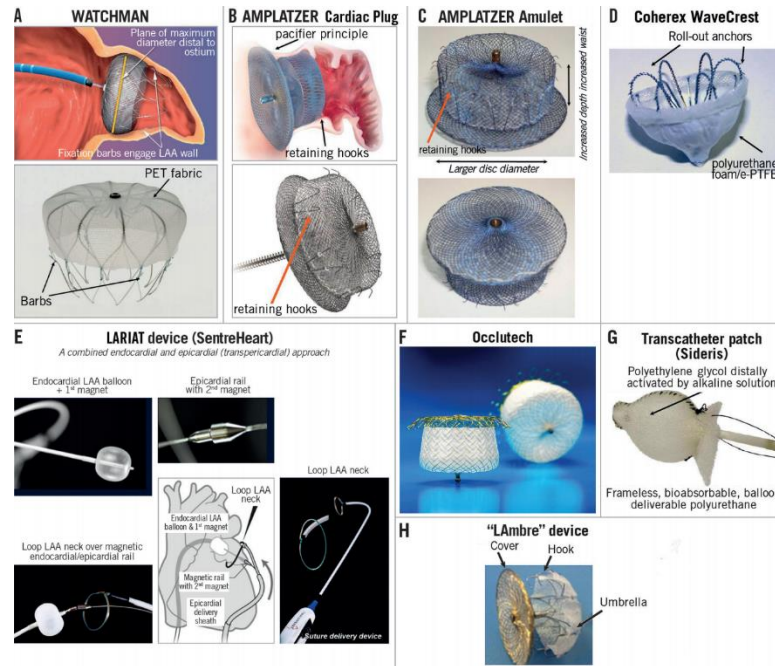 A WATCHMAN
Plane of maximum
diameter distal to
ostium
Fixation barbs engage LAA wall
PET fabric
Barbs
B AMPLATZER Cardiac Plug
pacifier principle
retaining hooks
retaining hooks
C AMPLATZER Amulet
Increased depth increased waist
retaining hooks
Larger disc diameter
D Coherex WaveCrest
Roll-out anchors
polyurethane
foam/e-PTFE
E LARIAT device (SentreHeart)
A combined endocardial and epicardial (transpericardial) approach
Endocardial LAA balloon
+ 1st magnet
Epicardial rail
with 2nd magnet
Loop LAA neck
Loop LAA
neck
Endocardial LAA
balloon & 1st magnet
Magnetic rail
with 2nd magnet
Epicardial
delivery
sheath
Loop LAA neck over magnetic
endocardial/epicardial rail
Suture delivery device
F Occlutech
G Transcatheter patch
(Sideris)
Polyethylene glycol distally
activated by alkaline solution
Frameless, bioabsorbable, balloon
deliverable polyurethane
H "LAmbre" device
Cover
Hook
Umbrella